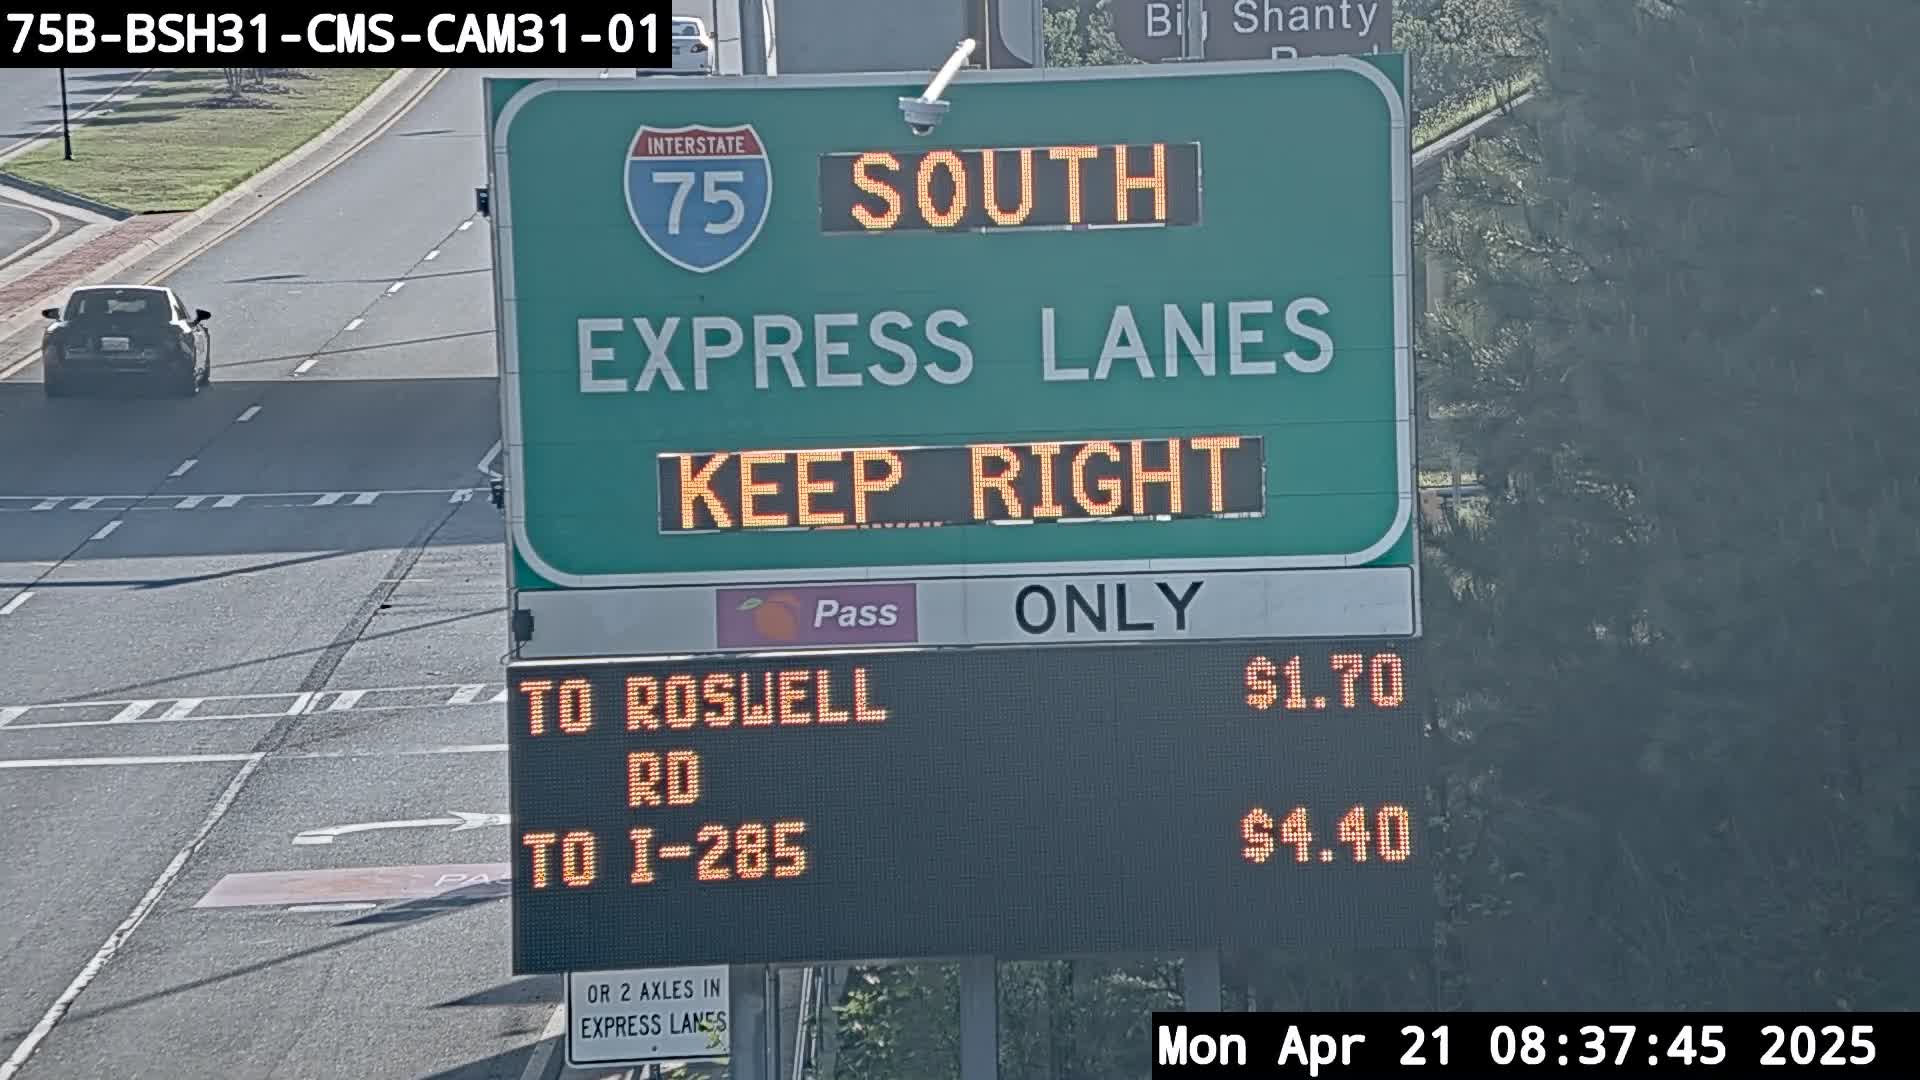 75B-BSH31-CMS-CAM31-01
Big Shanty
INTERSTATE
75
SOUTH
EXPRESS LANES
KEEP RIGHT
Pass ONLY
TO ROSWELL $1.70
RD
TO I-285 $4.40
OR 2 AXLES IN
EXPRESS LANES
Mon Apr 21 08:37:45 2025